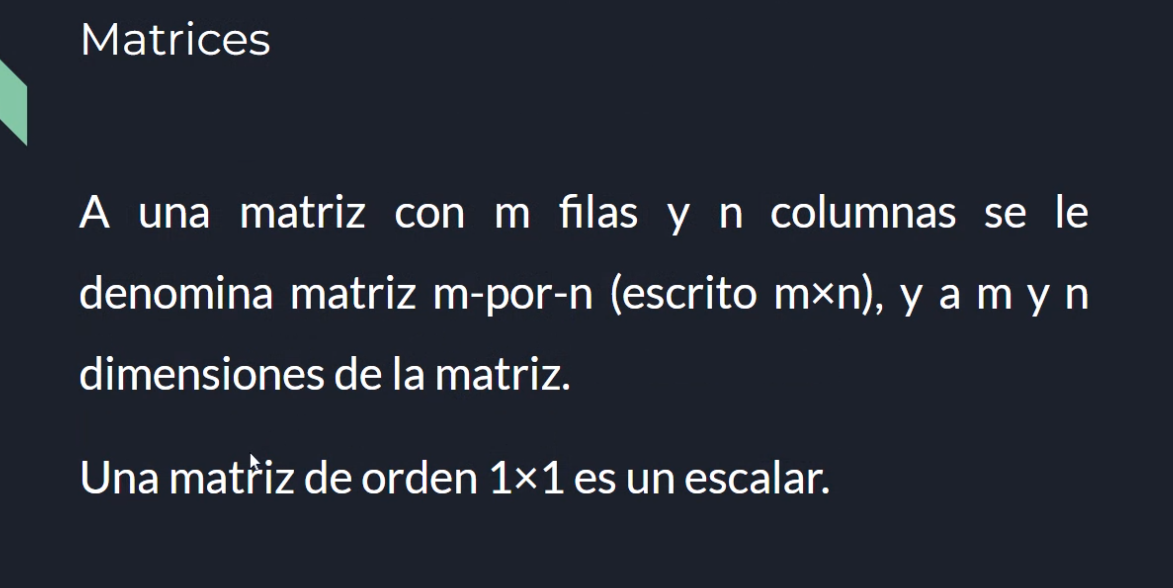 Matrices
A una matriz con m filas y n columnas se le
denomina matriz m-por-n (escrito m×n), y a m y n
dimensiones de la matriz.
Una matriz de orden 1×1 es un escalar.